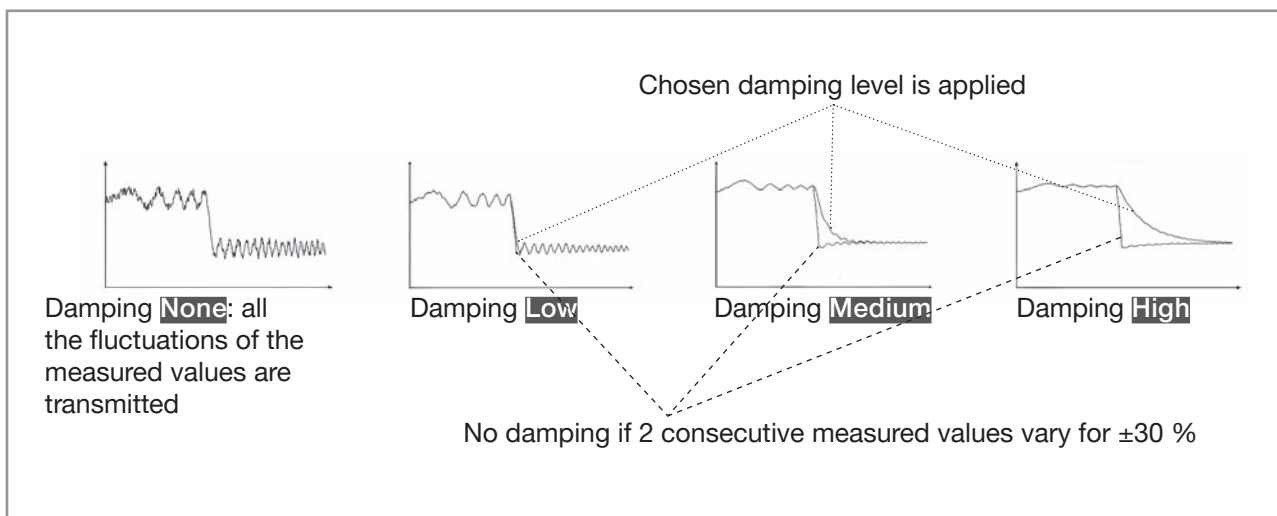 Chosen damping level is applied
Damping None: all
the fluctuations of the
measured values are
transmitted
Damping Low
Damping Medium
Damping High
No damping if 2 consecutive measured values vary for ±30 %